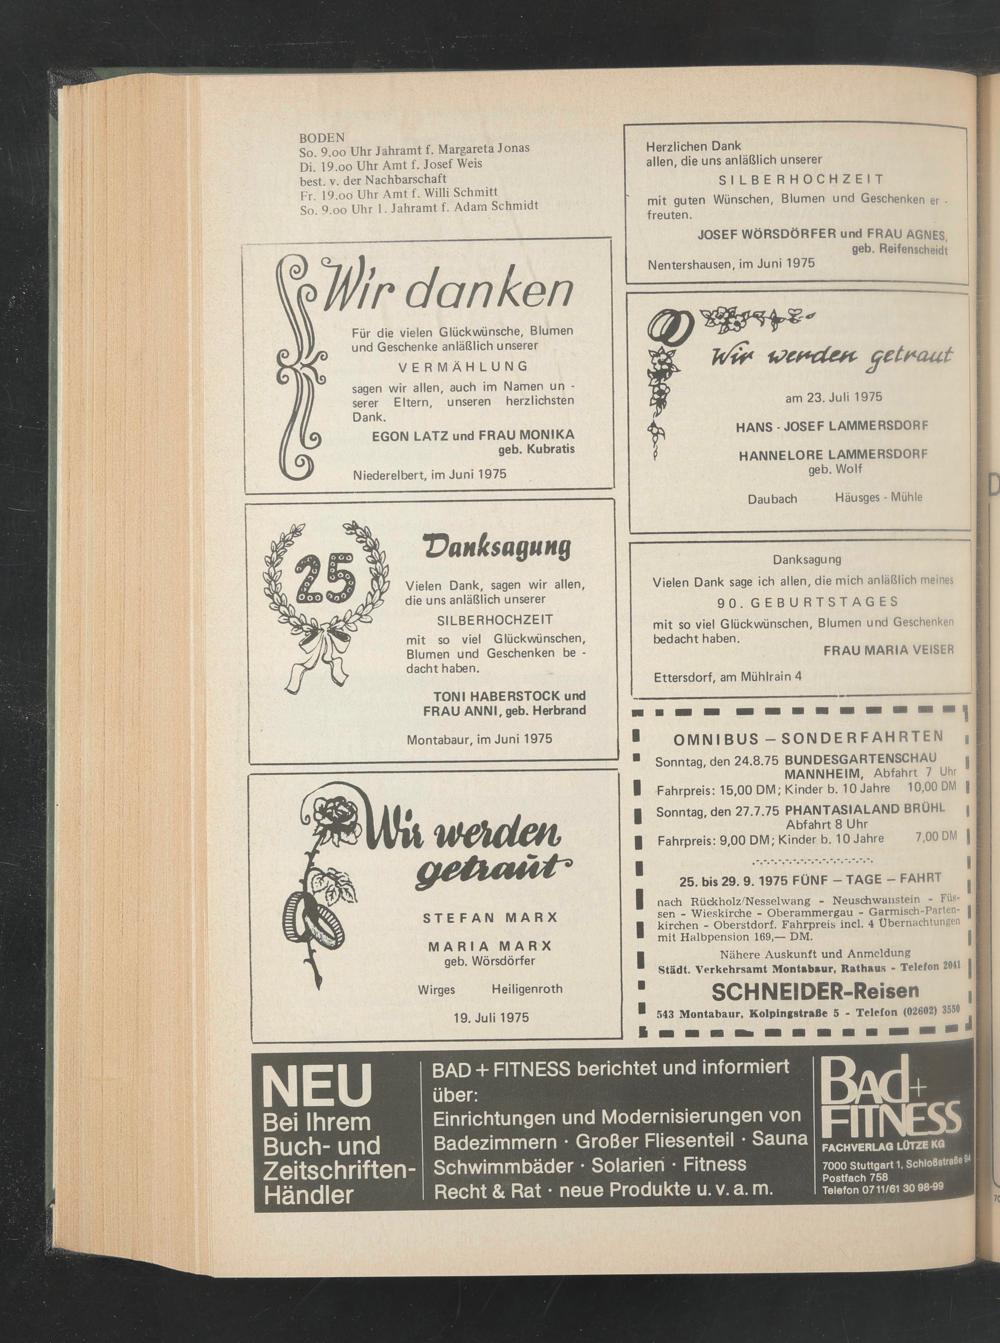 BODEN
So. 9.oo Uhr Jahramt f. Margareta Jonas
Di. 19.oo Uhr Amt f. Josef Weis
best. v. der Nachbarschaft
Fr. 19.oo Uhr Amt f. Willi Schmitt
So. 9.oo Uhr 1. Jahramt f. Adam Schmidt
Wir danken
Für die vielen Glückwünsche, Blumen
und Geschenke anläßlich unserer
VERMÄHLUNG
sagen wir allen, auch im Namen un -
serer Eltern, unseren herzlichsten
Dank.
EGON LATZ und FRAU MONIKA
geb. Kubratis
Niederelbert, im Juni 1975
25
Danksagung
Vielen Dank, sagen wir allen,
die uns anläßlich unserer
SILBERHOCHZEIT
mit so viel Glückwünschen,
Blumen und Geschenken be -
dacht haben.
TONI HABERSTOCK und
FRAU ANNI, geb. Herbrand
Montabaur, im Juni 1975
Wir werden
getraut
STEFAN MARX
MARIA MARX
geb. Wörsdörfer
Wirges Heiligenroth
19. Juli 1975
Herzlichen Dank
allen, die uns anläßlich unserer
SILBERHOCHZEIT
mit guten Wünschen, Blumen und Geschenken er -
freuten.
JOSEF WÖRSDÖRFER und FRAU AGNES,
geb. Reifenscheidt
Nentershausen, im Juni 1975
Wir werden getraut
am 23. Juli 1975
HANS - JOSEF LAMMERSDORF
HANNELORE LAMMERSDORF
geb. Wolf
Daubach Häusges - Mühle
Danksagung
Vielen Dank sage ich allen, die mich anläßlich meines
90. GEBURTSTAGES
mit so viel Glückwünschen, Blumen und Geschenken
bedacht haben.
FRAU MARIA VEISER
Ettersdorf, am Mühlrain 4
OMNIBUS — SONDERFAHRTEN
Sonntag, den 24.8.75 BUNDESGARTENSCHAU
MANNHEIM, Abfahrt 7 Uhr
Fahrpreis: 15,00 DM; Kinder b. 10 Jahre 10,00 DM
Sonntag, den 27.7.75 PHANTASIALAND BRÜHL
Abfahrt 8 Uhr
Fahrpreis: 9,00 DM; Kinder b. 10 Jahre 7,00 DM
25. bis 29. 9. 1975 FÜNF — TAGE — FAHRT
nach Rückholz/Nesselwang - Neuschwanstein - Füs-
sen - Wieskirche - Oberammergau - Garmisch-Parten-
kirchen - Oberstdorf. Fahrpreis incl. 4 Übernachtungen
mit Halbpension 169,— DM.
Nähere Auskunft und Anmeldung
Städt. Verkehrsamt Montabaur, Rathaus - Telefon 2041
SCHNEIDER-Reisen
543 Montabaur, Kolpingstraße 5 - Telefon (02602) 3550
NEU
Bei Ihrem
Buch- und
Zeitschriften-
Händler
BAD + FITNESS berichtet und informiert
über:
Einrichtungen und Modernisierungen von
Badezimmern · Großer Fliesenteil · Sauna
Schwimmbäder · Solarien · Fitness
Recht & Rat · neue Produkte u. v. a. m.
Bad+
FITNESS
FACHVERLAG LÜTZE KG
7000 Stuttgart 1, Schloßstraße 94
Postfach 758
Telefon 0711/61 30 98-99